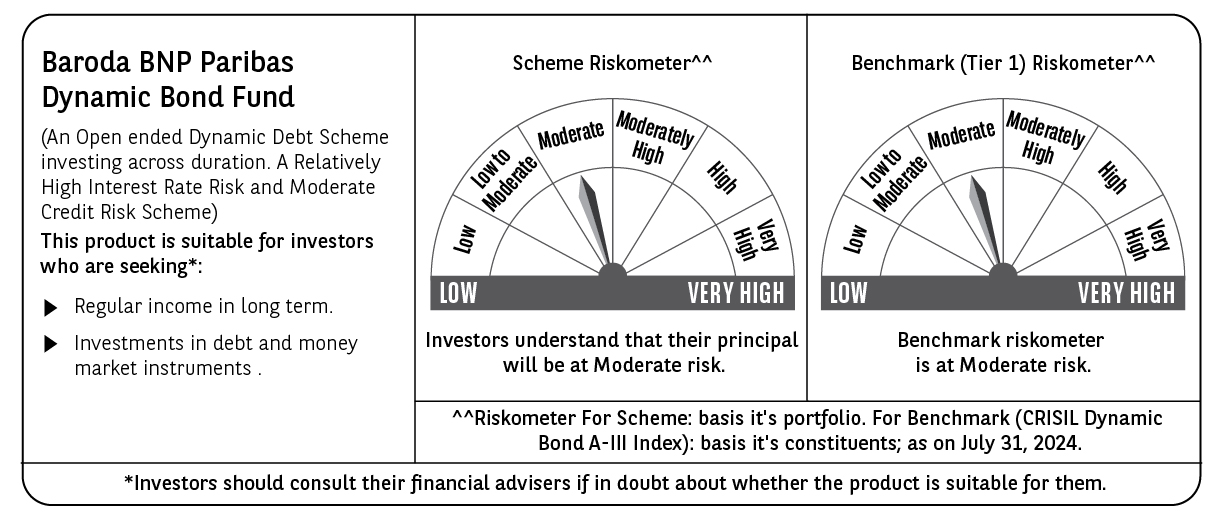 Baroda BNP Paribas
Dynamic Bond Fund
(An Open ended Dynamic Debt Scheme
investing across duration. A Relatively
High Interest Rate Risk and Moderate
Credit Risk Scheme)
This product is suitable for investors
who are seeking*:
Regular income in long term.
Investments in debt and money
market instruments .
Scheme Riskometer^^
Low
Low to
Moderate
Moderate
Moderately
High
High
Very
High
LOW
VERY HIGH
Investors understand that their principal
will be at Moderate risk.
Benchmark (Tier 1) Riskometer^^
Low
Low to
Moderate
Moderate
Moderately
High
High
Very
High
LOW
VERY HIGH
Benchmark riskometer
is at Moderate risk.
^^Riskometer For Scheme: basis it's portfolio. For Benchmark (CRISIL Dynamic
Bond A-III Index): basis it's constituents; as on July 31, 2024.
*Investors should consult their financial advisers if in doubt about whether the product is suitable for them.